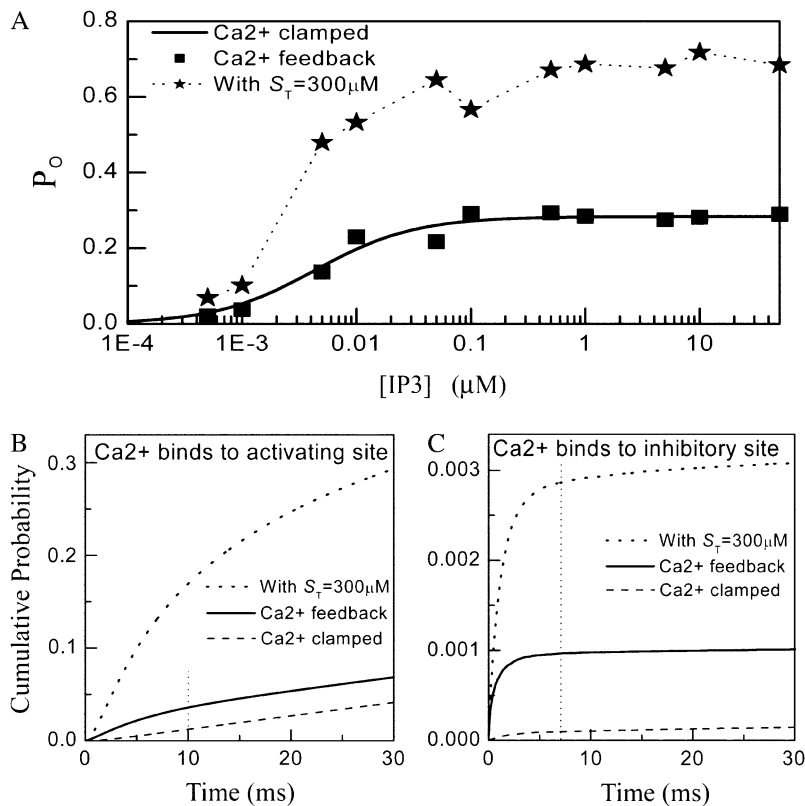 A
Ca2+ clamped
Ca2+ feedback
With S_T=300μM
0.8
0.6
0.4
0.2
0.0
P_O
1E-4
1E-3
0.01
0.1
1
10
[IP3] (μM)
B
Ca2+ binds to activating site
0.3
0.2
0.1
0.0
Cumulative Probability
With S_T=300μM
Ca2+ feedback
Ca2+ clamped
0
10
20
30
Time (ms)
C
Ca2+ binds to inhibitory site
0.003
0.002
0.001
0.000
With S_T=300μM
Ca2+ feedback
Ca2+ clamped
0
10
20
30
Time (ms)